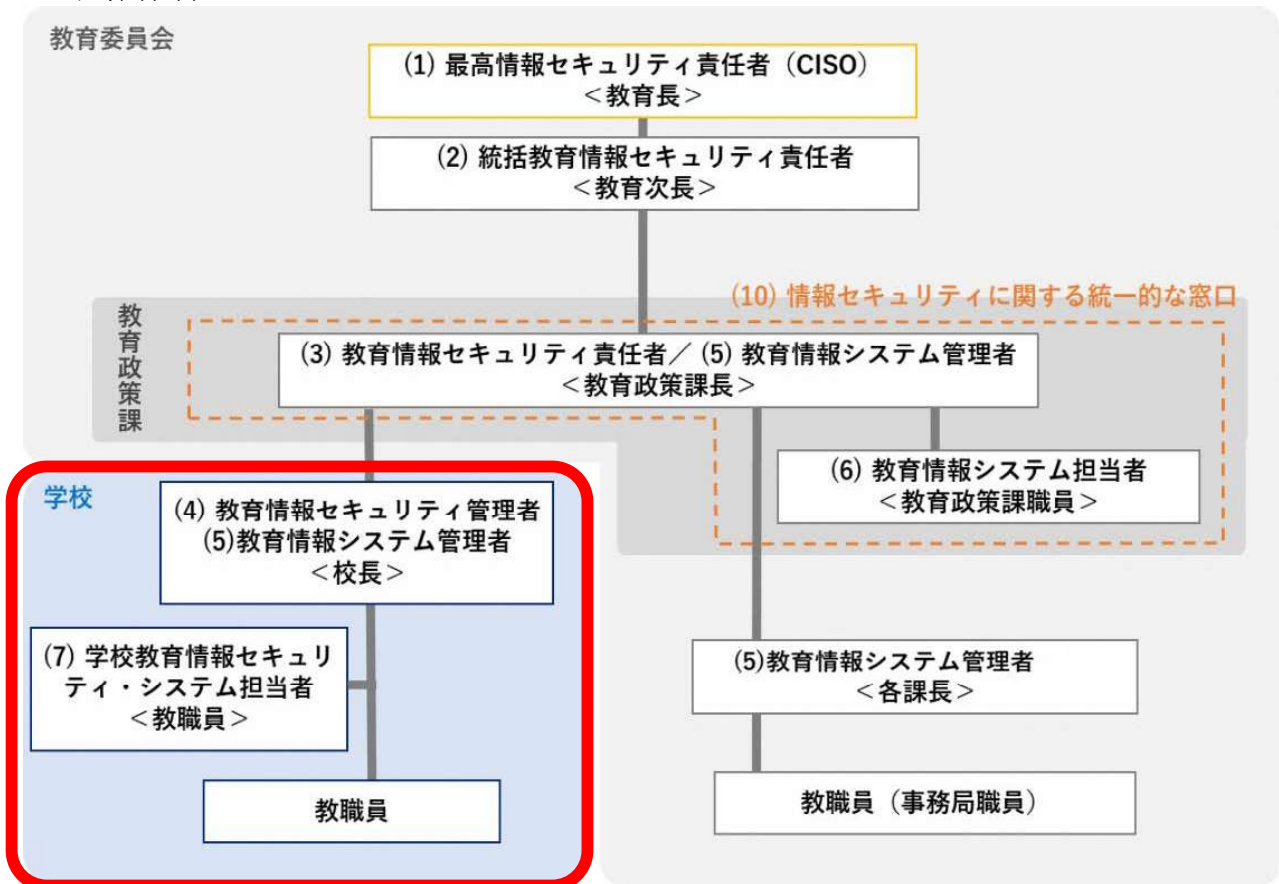 教育委員会
(1) 最高情報セキュリティ責任者（CISO）
＜教育長＞
(2) 統括教育情報セキュリティ責任者
＜教育次長＞
(10) 情報セキュリティに関する統一的な窓口
教育政策課
(3) 教育情報セキュリティ責任者／ (5) 教育情報システム管理者
＜教育政策課長＞
(6) 教育情報システム担当者
＜教育政策課職員＞
学校
(4) 教育情報セキュリティ管理者
(5)教育情報システム管理者
＜校長＞
(7) 学校教育情報セキュリ
ティ・システム担当者
＜教職員＞
教職員
(5)教育情報システム管理者
＜各課長＞
教職員（事務局職員）